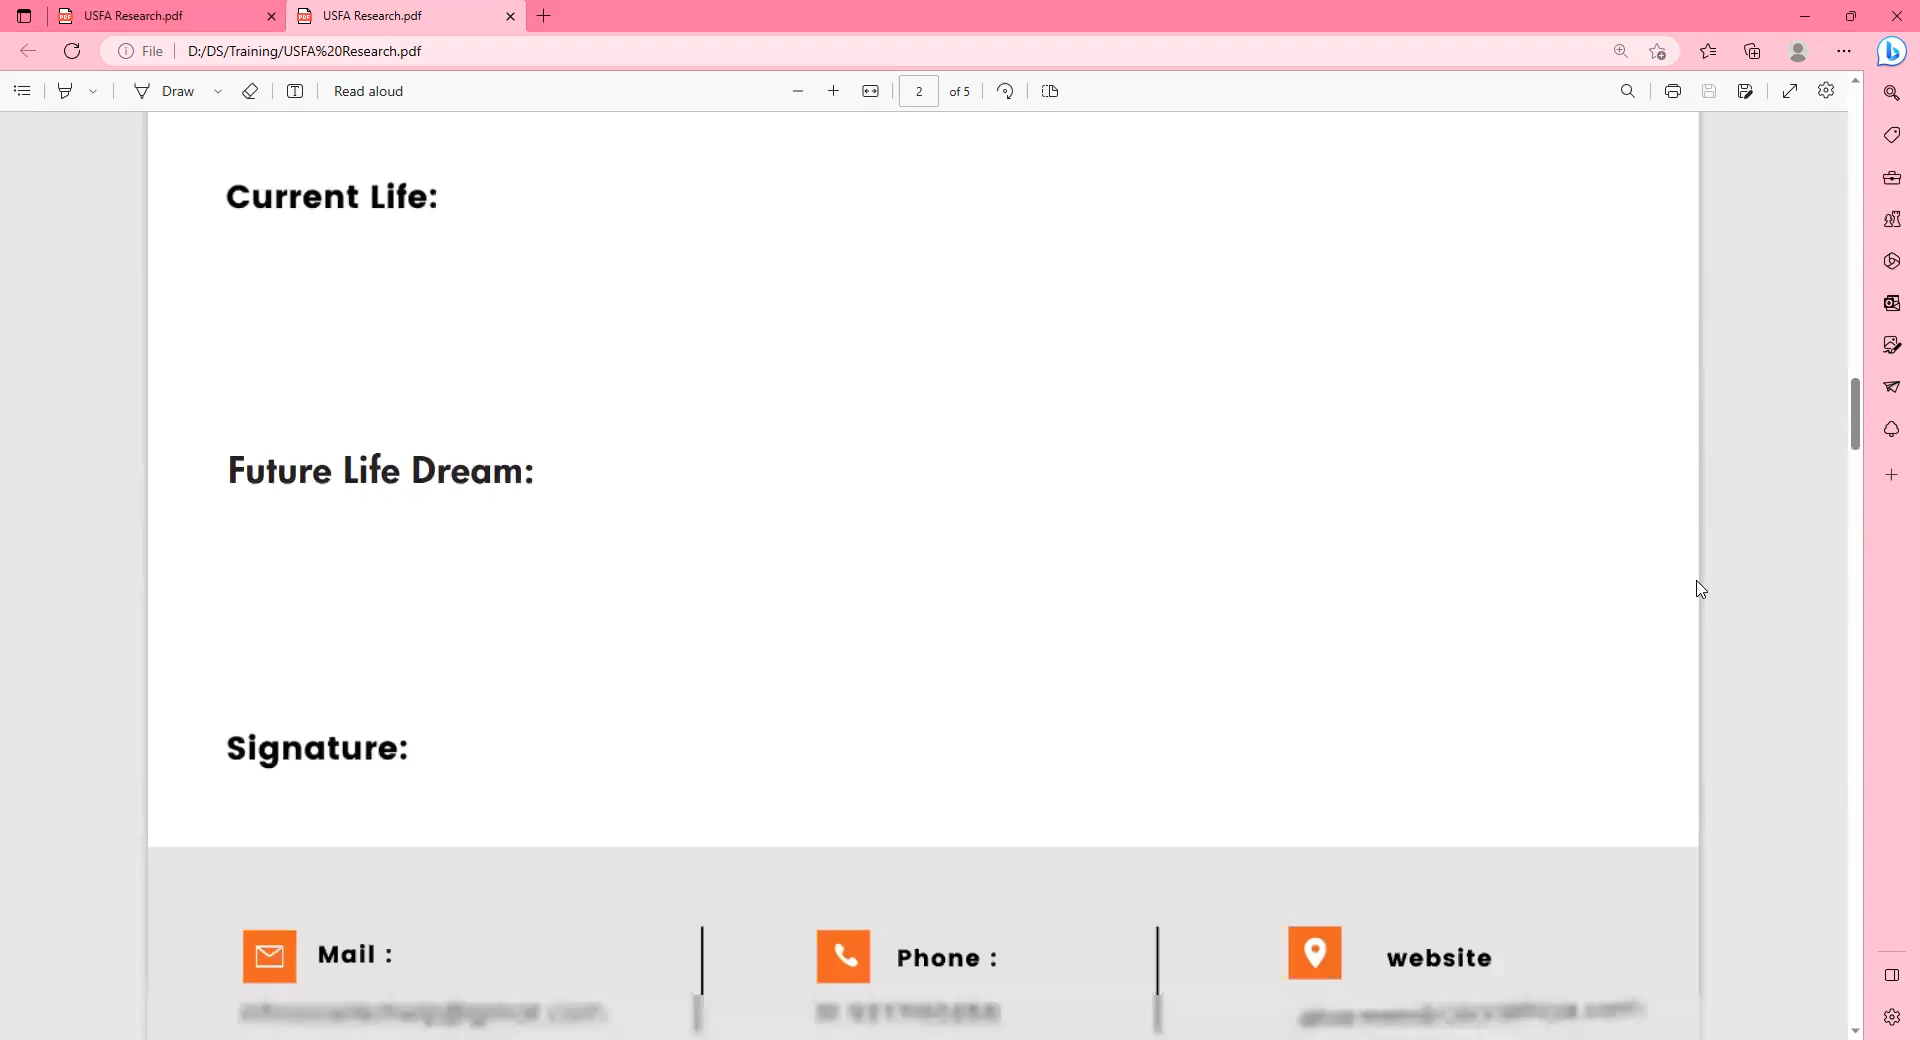 USFA Research.pdf
USFA Research.pdf
File
D:/DS/Training/USFA%20Research.pdf
Draw
Read aloud
2
of 5
Current Life:
Future Life Dream:
Signature:
Mail :
Phone :
website